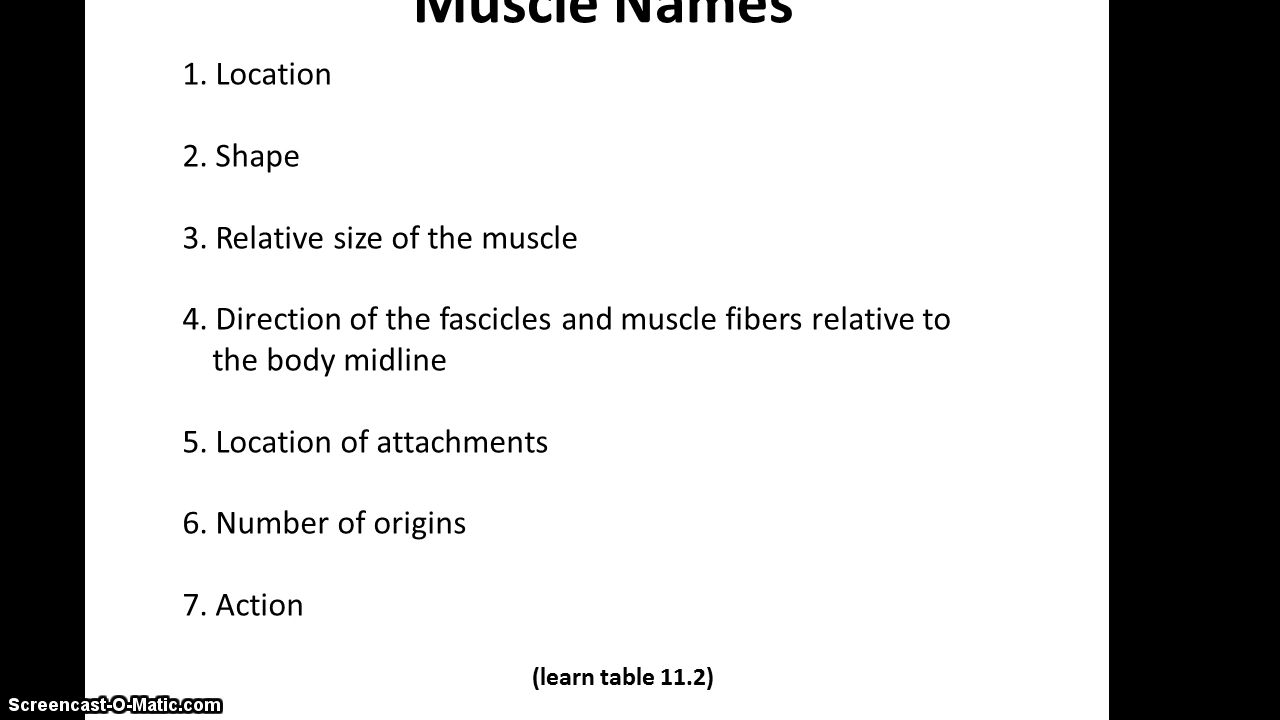 Muscle Names
1. Location
2. Shape
3. Relative size of the muscle
4. Direction of the fascicles and muscle fibers relative to
the body midline
5. Location of attachments
6. Number of origins
7. Action
(learn table 11.2)
Screencast-O-Matic.com